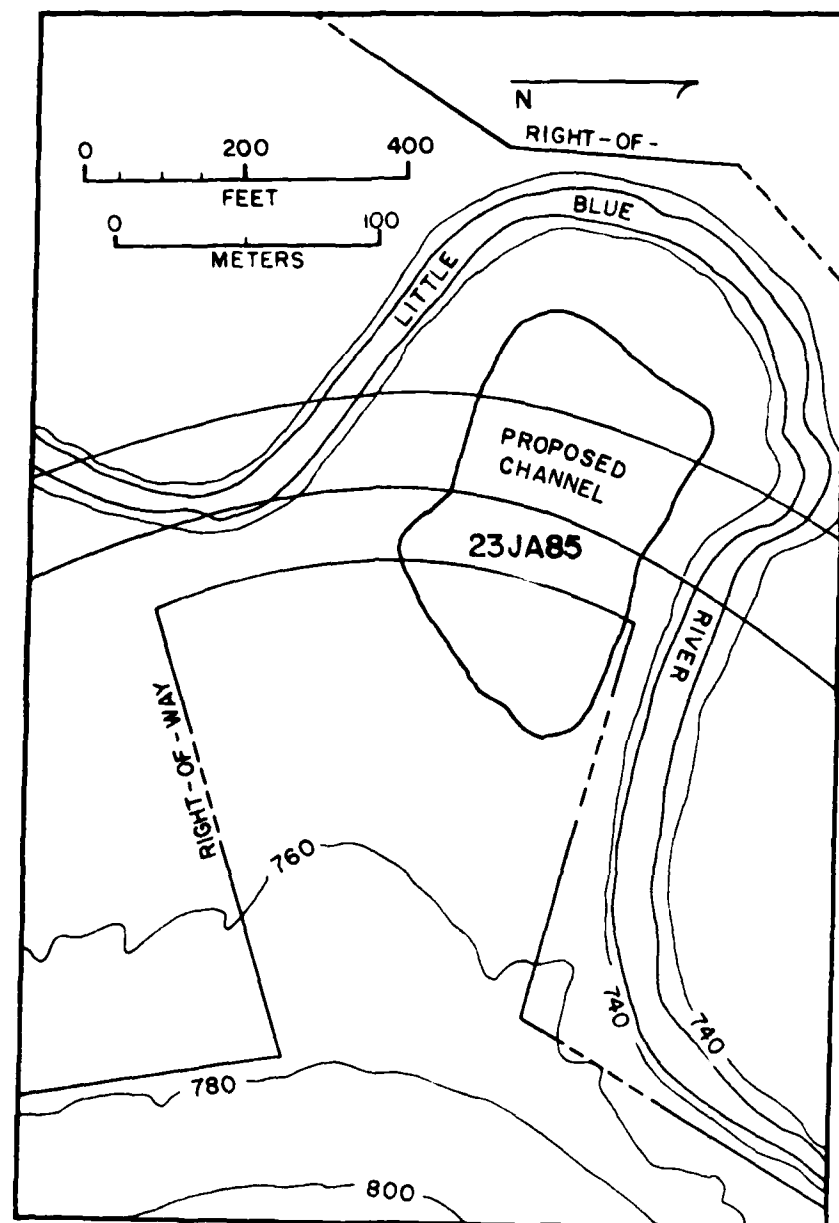 N
RIGHT-OF-
0 200 400
FEET
0 100
METERS
BLUE
LITTLE
PROPOSED
CHANNEL
23JA85
RIVER
RIGHT-OF-WAY
760
740
740
780
800